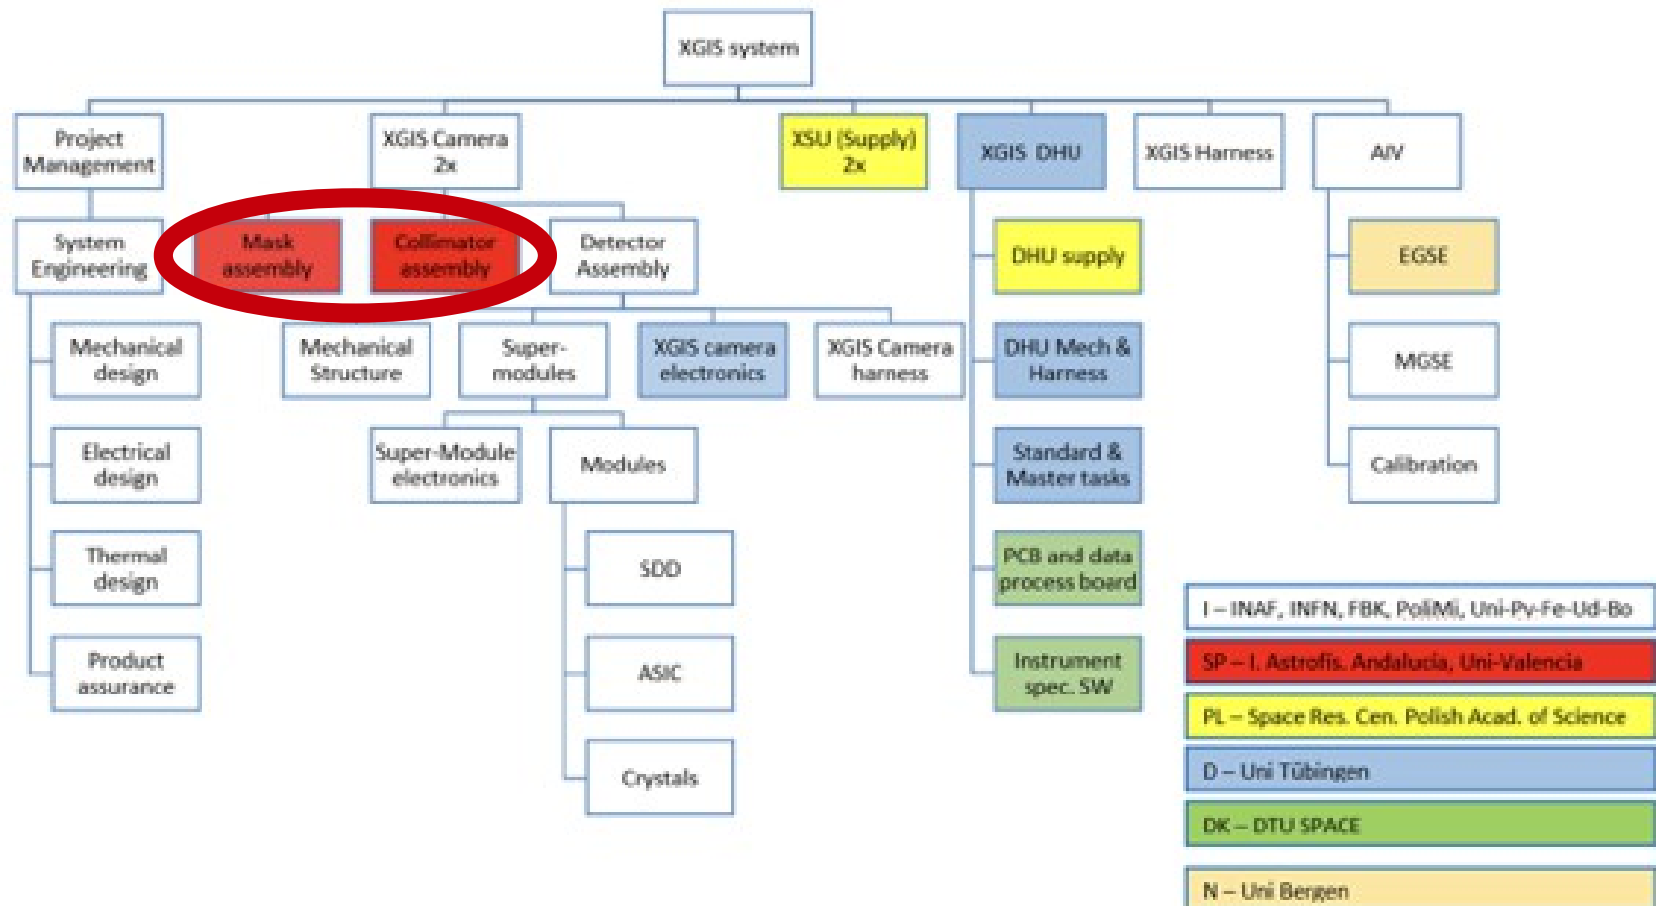 XGIS system
Project
Management
XGIS Camera
2x
XSU (Supply)
2x
XGIS DHU
XGIS Harness
AIV
System
Engineering
Mask
assembly
Collimator
assembly
Detector
Assembly
DHU supply
EGSE
Mechanical
design
Mechanical
Structure
Super-
modules
XGIS camera
electronics
XGIS Camera
harness
DHU Mech &
Harness
MGSE
Electrical
design
Super-Module
electronics
Modules
Standard &
Master tasks
Calibration
Thermal
design
SDD
PCB and data
process board
Product
assurance
ASIC
Instrument
spec. SW
Crystals
I – INAF, INFN, FBK, PoliMi, Uni-Pv-Fe-Ud-Bo
SP – I. Astrofis. Andalucia, Uni-Valencia
PL – Space Res. Cen. Polish Acad. of Science
D – Uni Tübingen
DK – DTU SPACE
N – Uni Bergen